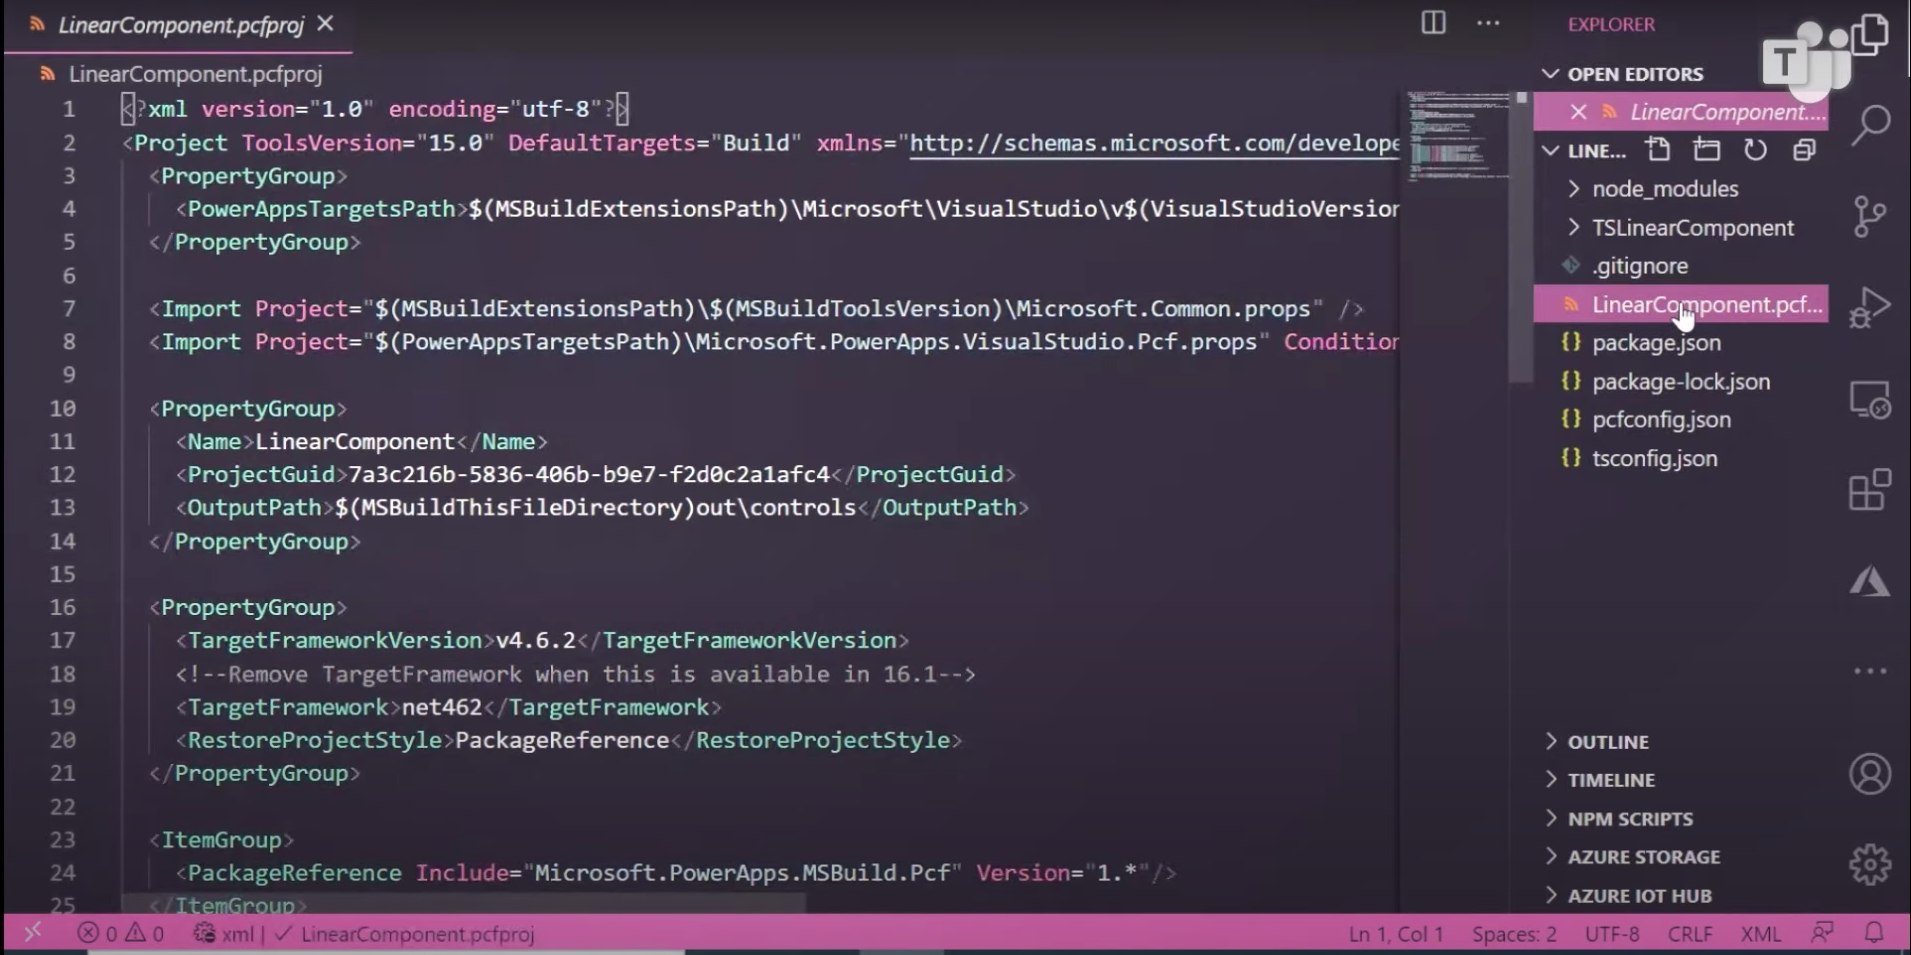 LinearComponent.pcfproj
EXPLORER
T
LinearComponent.pcfproj
OPEN EDITORS
LinearComponent....
LINE...
1 <?xml version="1.0" encoding="utf-8"?>
2 <Project ToolsVersion="15.0" DefaultTargets="Build" xmlns="http://schemas.microsoft.com/develope
3 <PropertyGroup>
4 <PowerAppsTargetsPath>$(MSBuildExtensionsPath)\Microsoft\VisualStudio\v$(VisualStudioVersion
5 </PropertyGroup>
6
7 <Import Project="$(MSBuildExtensionsPath)\$(MSBuildToolsVersion)\Microsoft.Common.props" />
8 <Import Project="$(PowerAppsTargetsPath)\Microsoft.PowerApps.VisualStudio.Pcf.props" Condition
9
10 <PropertyGroup>
11 <Name>LinearComponent</Name>
12 <ProjectGuid>7a3c216b-5836-406b-b9e7-f2d0c2a1afc4</ProjectGuid>
13 <OutputPath>$(MSBuildThisFileDirectory)out\controls</OutputPath>
14 </PropertyGroup>
15
16 <PropertyGroup>
17 <TargetFrameworkVersion>v4.6.2</TargetFrameworkVersion>
18 <!--Remove TargetFramework when this is available in 16.1-->
19 <TargetFramework>net462</TargetFramework>
20 <RestoreProjectStyle>PackageReference</RestoreProjectStyle>
21 </PropertyGroup>
22
23 <ItemGroup>
24 <PackageReference Include="Microsoft.PowerApps.MSBuild.Pcf" Version="1.*"/>
25 </ItemGroup>
node_modules
TSLinearComponent
.gitignore
LinearComponent.pcf...
{} package.json
{} package-lock.json
{} pcfconfig.json
{} tsconfig.json
OUTLINE
TIMELINE
NPM SCRIPTS
AZURE STORAGE
AZURE IOT HUB
0 0 xml | ✓ LinearComponent.pcfproj
Ln 1, Col 1 Spaces: 2 UTF-8 CRLF XML